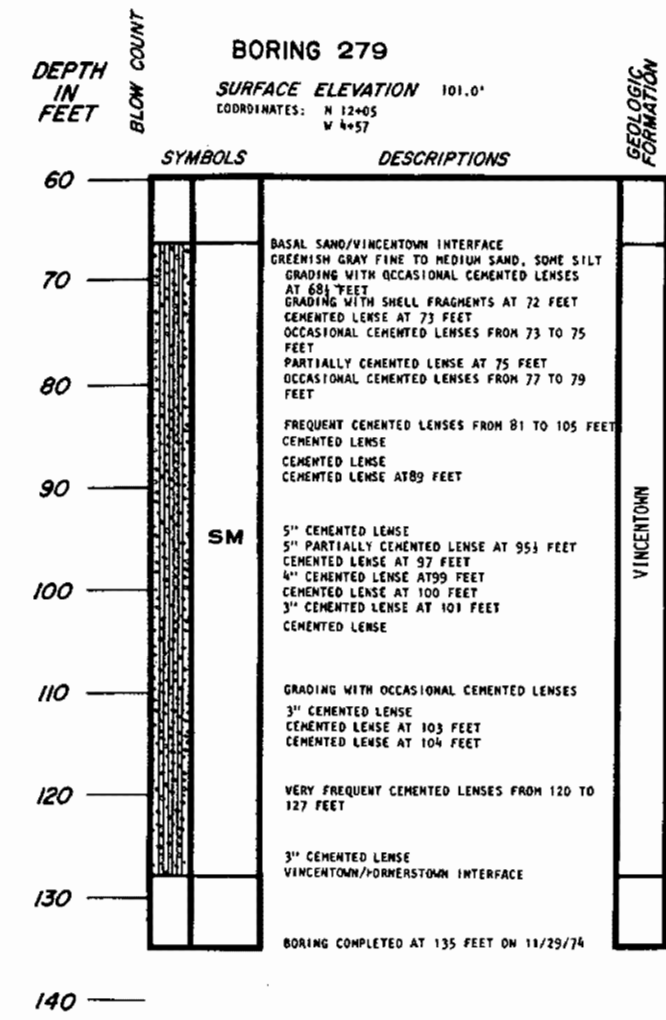 BORING 279
DEPTH
IN
FEET
BLOW COUNT
SURFACE ELEVATION 101.0'
COORDINATES: N 12+05
W 4+57
GEOLOGIC
FORMATION
SYMBOLS
DESCRIPTIONS
60
BASAL SAND/VINCENTOWN INTERFACE
GREENISH GRAY FINE TO MEDIUM SAND, SOME SILT
GRADING WITH OCCASIONAL CEMENTED LENSES
AT 68½ FEET
70
GRADING WITH SHELL FRAGMENTS AT 72 FEET
CEMENTED LENSE AT 73 FEET
OCCASIONAL CEMENTED LENSES FROM 73 TO 75
FEET
PARTIALLY CEMENTED LENSE AT 75 FEET
OCCASIONAL CEMENTED LENSES FROM 77 TO 79
FEET
80
FREQUENT CEMENTED LENSES FROM 81 TO 105 FEET
CEMENTED LENSE
CEMENTED LENSE
CEMENTED LENSE AT89 FEET
90
SM
VINCENTOWN
5" CEMENTED LENSE
5" PARTIALLY CEMENTED LENSE AT 95½ FEET
CEMENTED LENSE AT 97 FEET
4" CEMENTED LENSE AT99 FEET
CEMENTED LENSE AT 100 FEET
100
3" CEMENTED LENSE AT 101 FEET
CEMENTED LENSE
110
GRADING WITH OCCASIONAL CEMENTED LENSES
3" CEMENTED LENSE
CEMENTED LENSE AT 103 FEET
CEMENTED LENSE AT 104 FEET
120
VERY FREQUENT CEMENTED LENSES FROM 120 TO
127 FEET
3" CEMENTED LENSE
VINCENTOWN/HORNERSTOWN INTERFACE
130
BORING COMPLETED AT 135 FEET ON 11/29/74
140